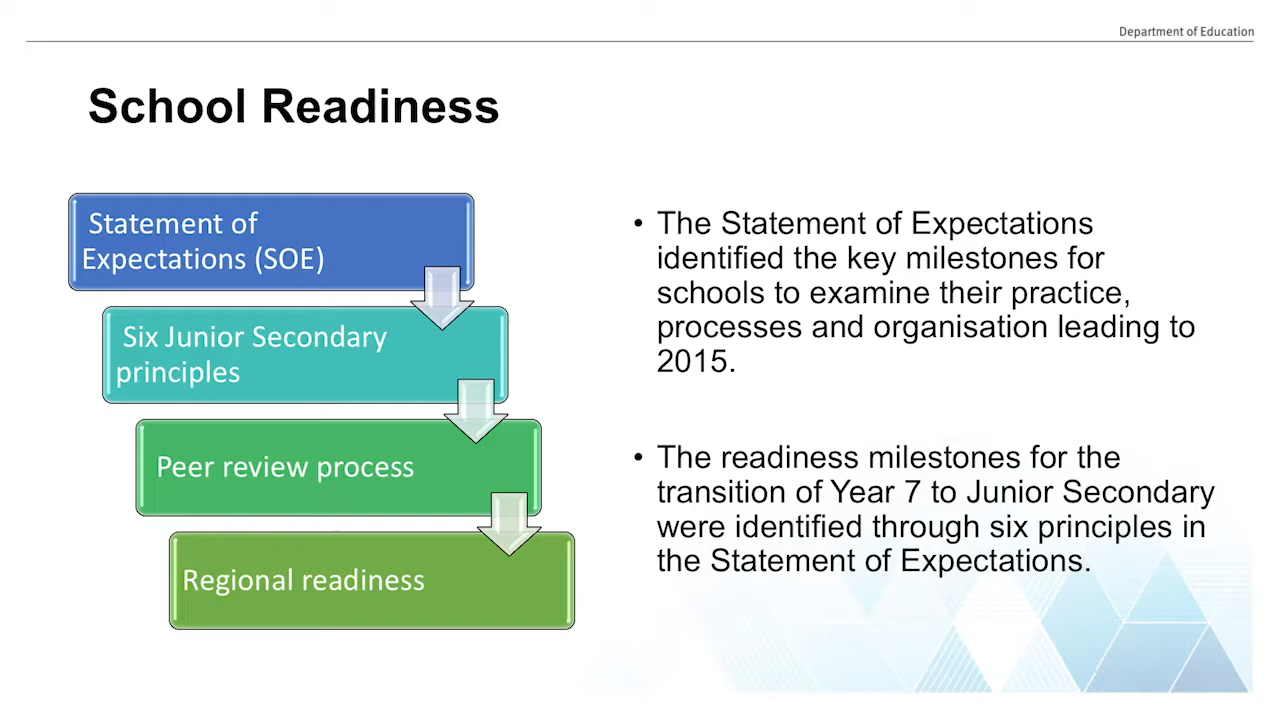 Department of Education
School Readiness
Statement of
Expectations (SOE)
Six Junior Secondary
principles
Peer review process
Regional readiness
• The Statement of Expectations
identified the key milestones for
schools to examine their practice,
processes and organisation leading to
2015.
• The readiness milestones for the
transition of Year 7 to Junior Secondary
were identified through six principles in
the Statement of Expectations.